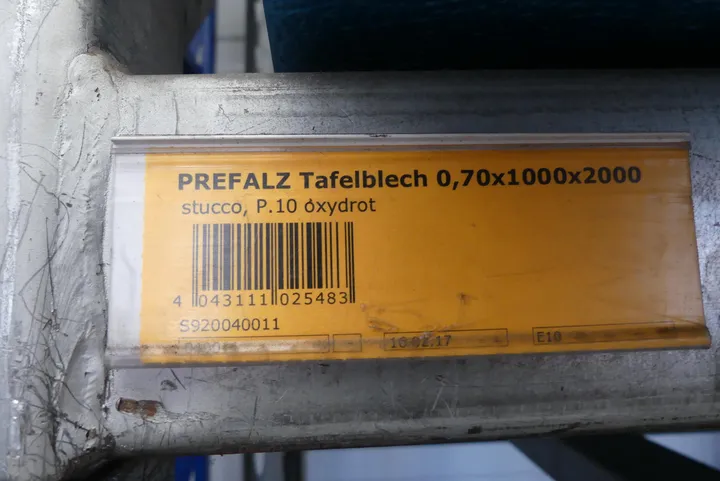 PREFALZ Tafelblech 0,70x1000x2000
stucco, P.10 oxydrot
4 043111 025483
S920040011
E10